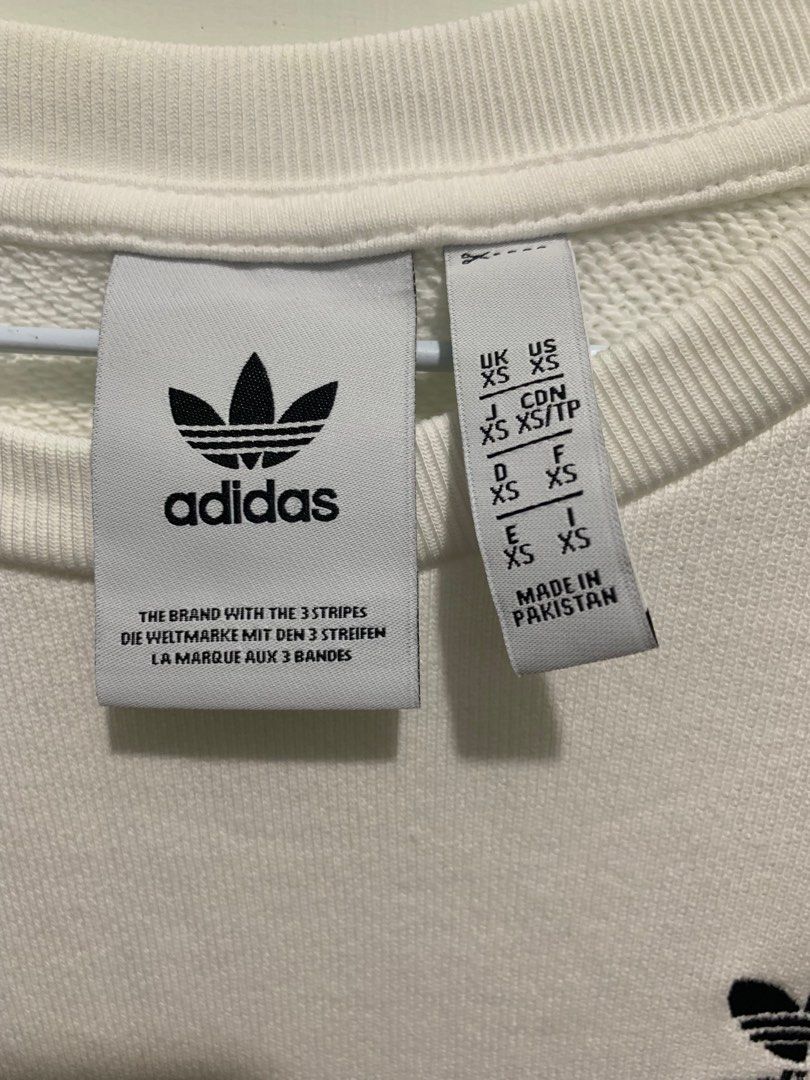 adidas
THE BRAND WITH THE 3 STRIPES
DIE WELTMARKE MIT DEN 3 STREIFEN
LA MARQUE AUX 3 BANDES
UK US
XS XS
J CDN
XS XS/TP
D F
XS XS
E I
XS XS
MADE IN
PAKISTAN